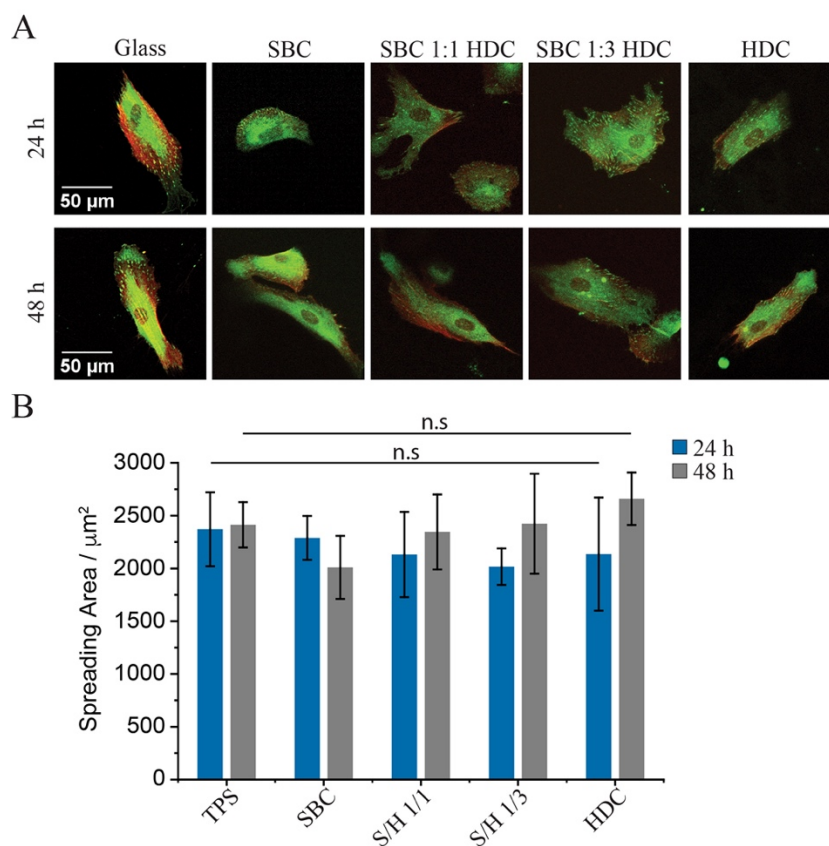 A
Glass SBC SBC 1:1 HDC SBC 1:3 HDC HDC
24 h
50 µm
48 h
50 µm
B
n.s
n.s
24 h
48 h
3000
2500
2000
1500
1000
500
0
Spreading Area / µm²
TPS SBC S/H 1/1 S/H 1/3 HDC